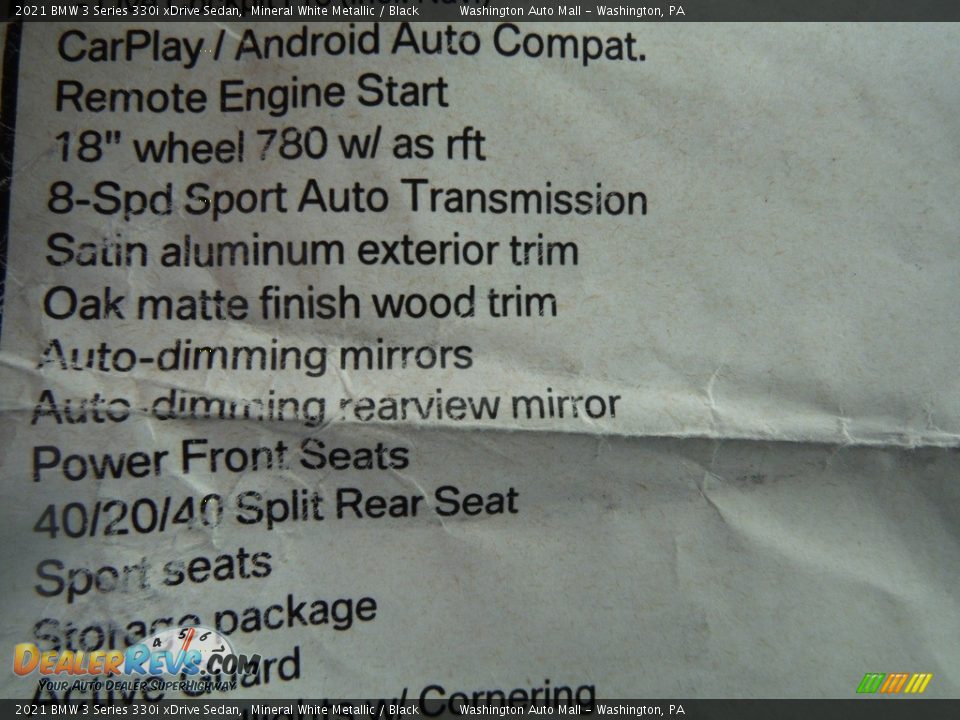 2021 BMW 3 Series 330i xDrive Sedan, Mineral White Metallic / Black Washington Auto Mall - Washington, PA
CarPlay / Android Auto Compat.
Remote Engine Start
18" wheel 780 w/ as rft
8-Spd Sport Auto Transmission
Satin aluminum exterior trim
Oak matte finish wood trim
Auto-dimming mirrors
Auto-dimming rearview mirror
Power Front Seats
40/20/40 Split Rear Seat
Sport seats
Storage package
Active Guard
w/ Cornering
DealerRevs.com
Your Auto Dealer SuperHighway
2021 BMW 3 Series 330i xDrive Sedan, Mineral White Metallic / Black Washington Auto Mall - Washington, PA